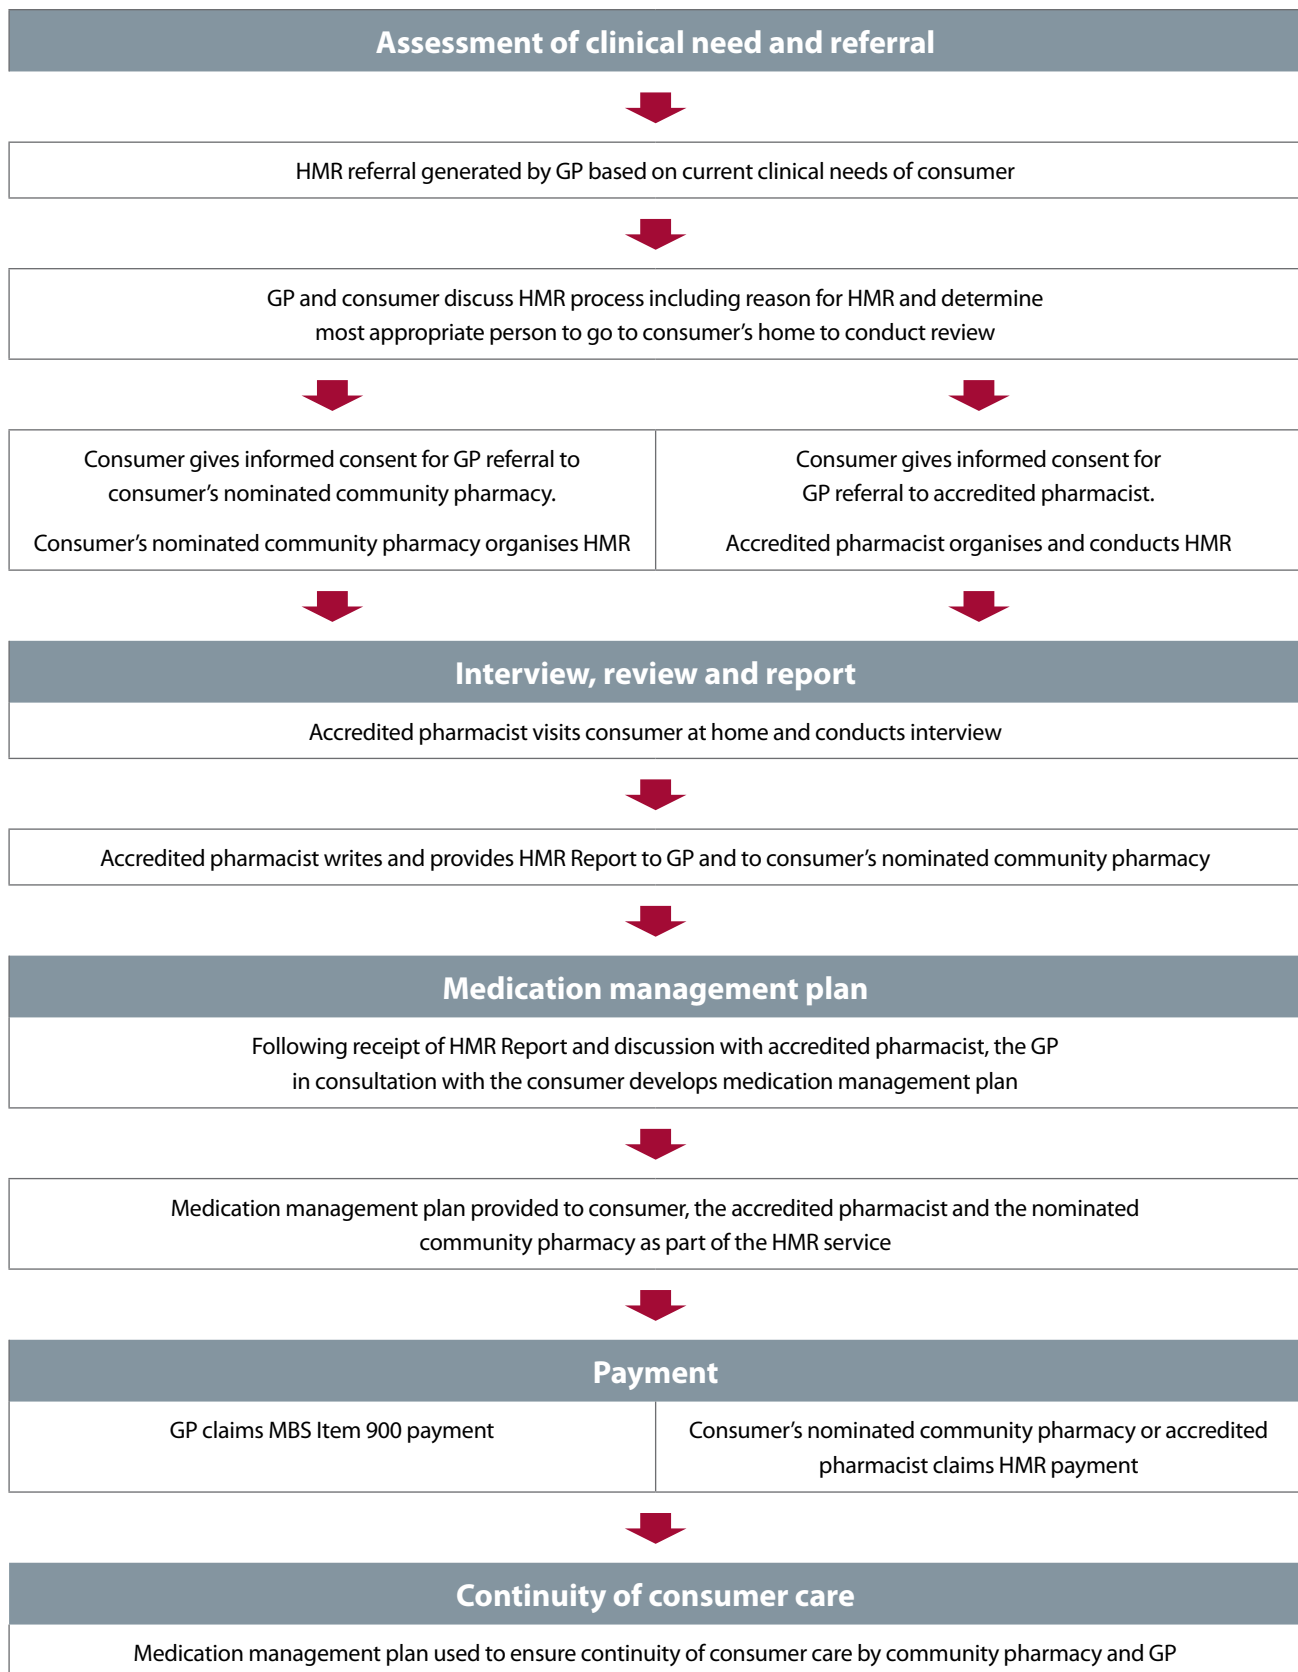 Assessment of clinical need and referral
HMR referral generated by GP based on current clinical needs of consumer
GP and consumer discuss HMR process including reason for HMR and determine
most appropriate person to go to consumer’s home to conduct review
Consumer gives informed consent for GP referral to
consumer’s nominated community pharmacy.
Consumer’s nominated community pharmacy organises HMR
Consumer gives informed consent for
GP referral to accredited pharmacist.
Accredited pharmacist organises and conducts HMR
Interview, review and report
Accredited pharmacist visits consumer at home and conducts interview
Accredited pharmacist writes and provides HMR Report to GP and to consumer’s nominated community pharmacy
Medication management plan
Following receipt of HMR Report and discussion with accredited pharmacist, the GP
in consultation with the consumer develops medication management plan
Medication management plan provided to consumer, the accredited pharmacist and the nominated
community pharmacy as part of the HMR service
Payment
GP claims MBS Item 900 payment
Consumer’s nominated community pharmacy or accredited
pharmacist claims HMR payment
Continuity of consumer care
Medication management plan used to ensure continuity of consumer care by community pharmacy and GP